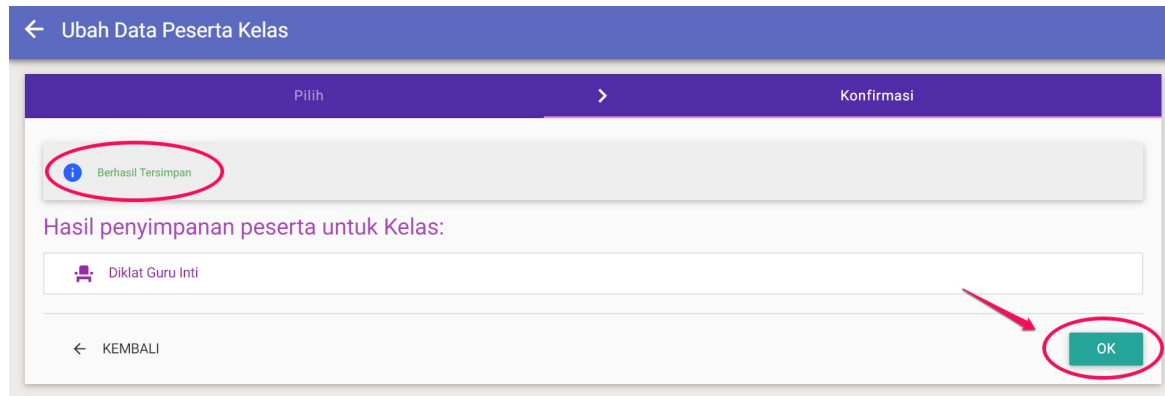 Ubah Data Peserta Kelas
Pilih
Konfirmasi
Berhasil Tersimpan
Hasil penyimpanan peserta untuk Kelas:
Diklat Guru Inti
KEMBALI
OK